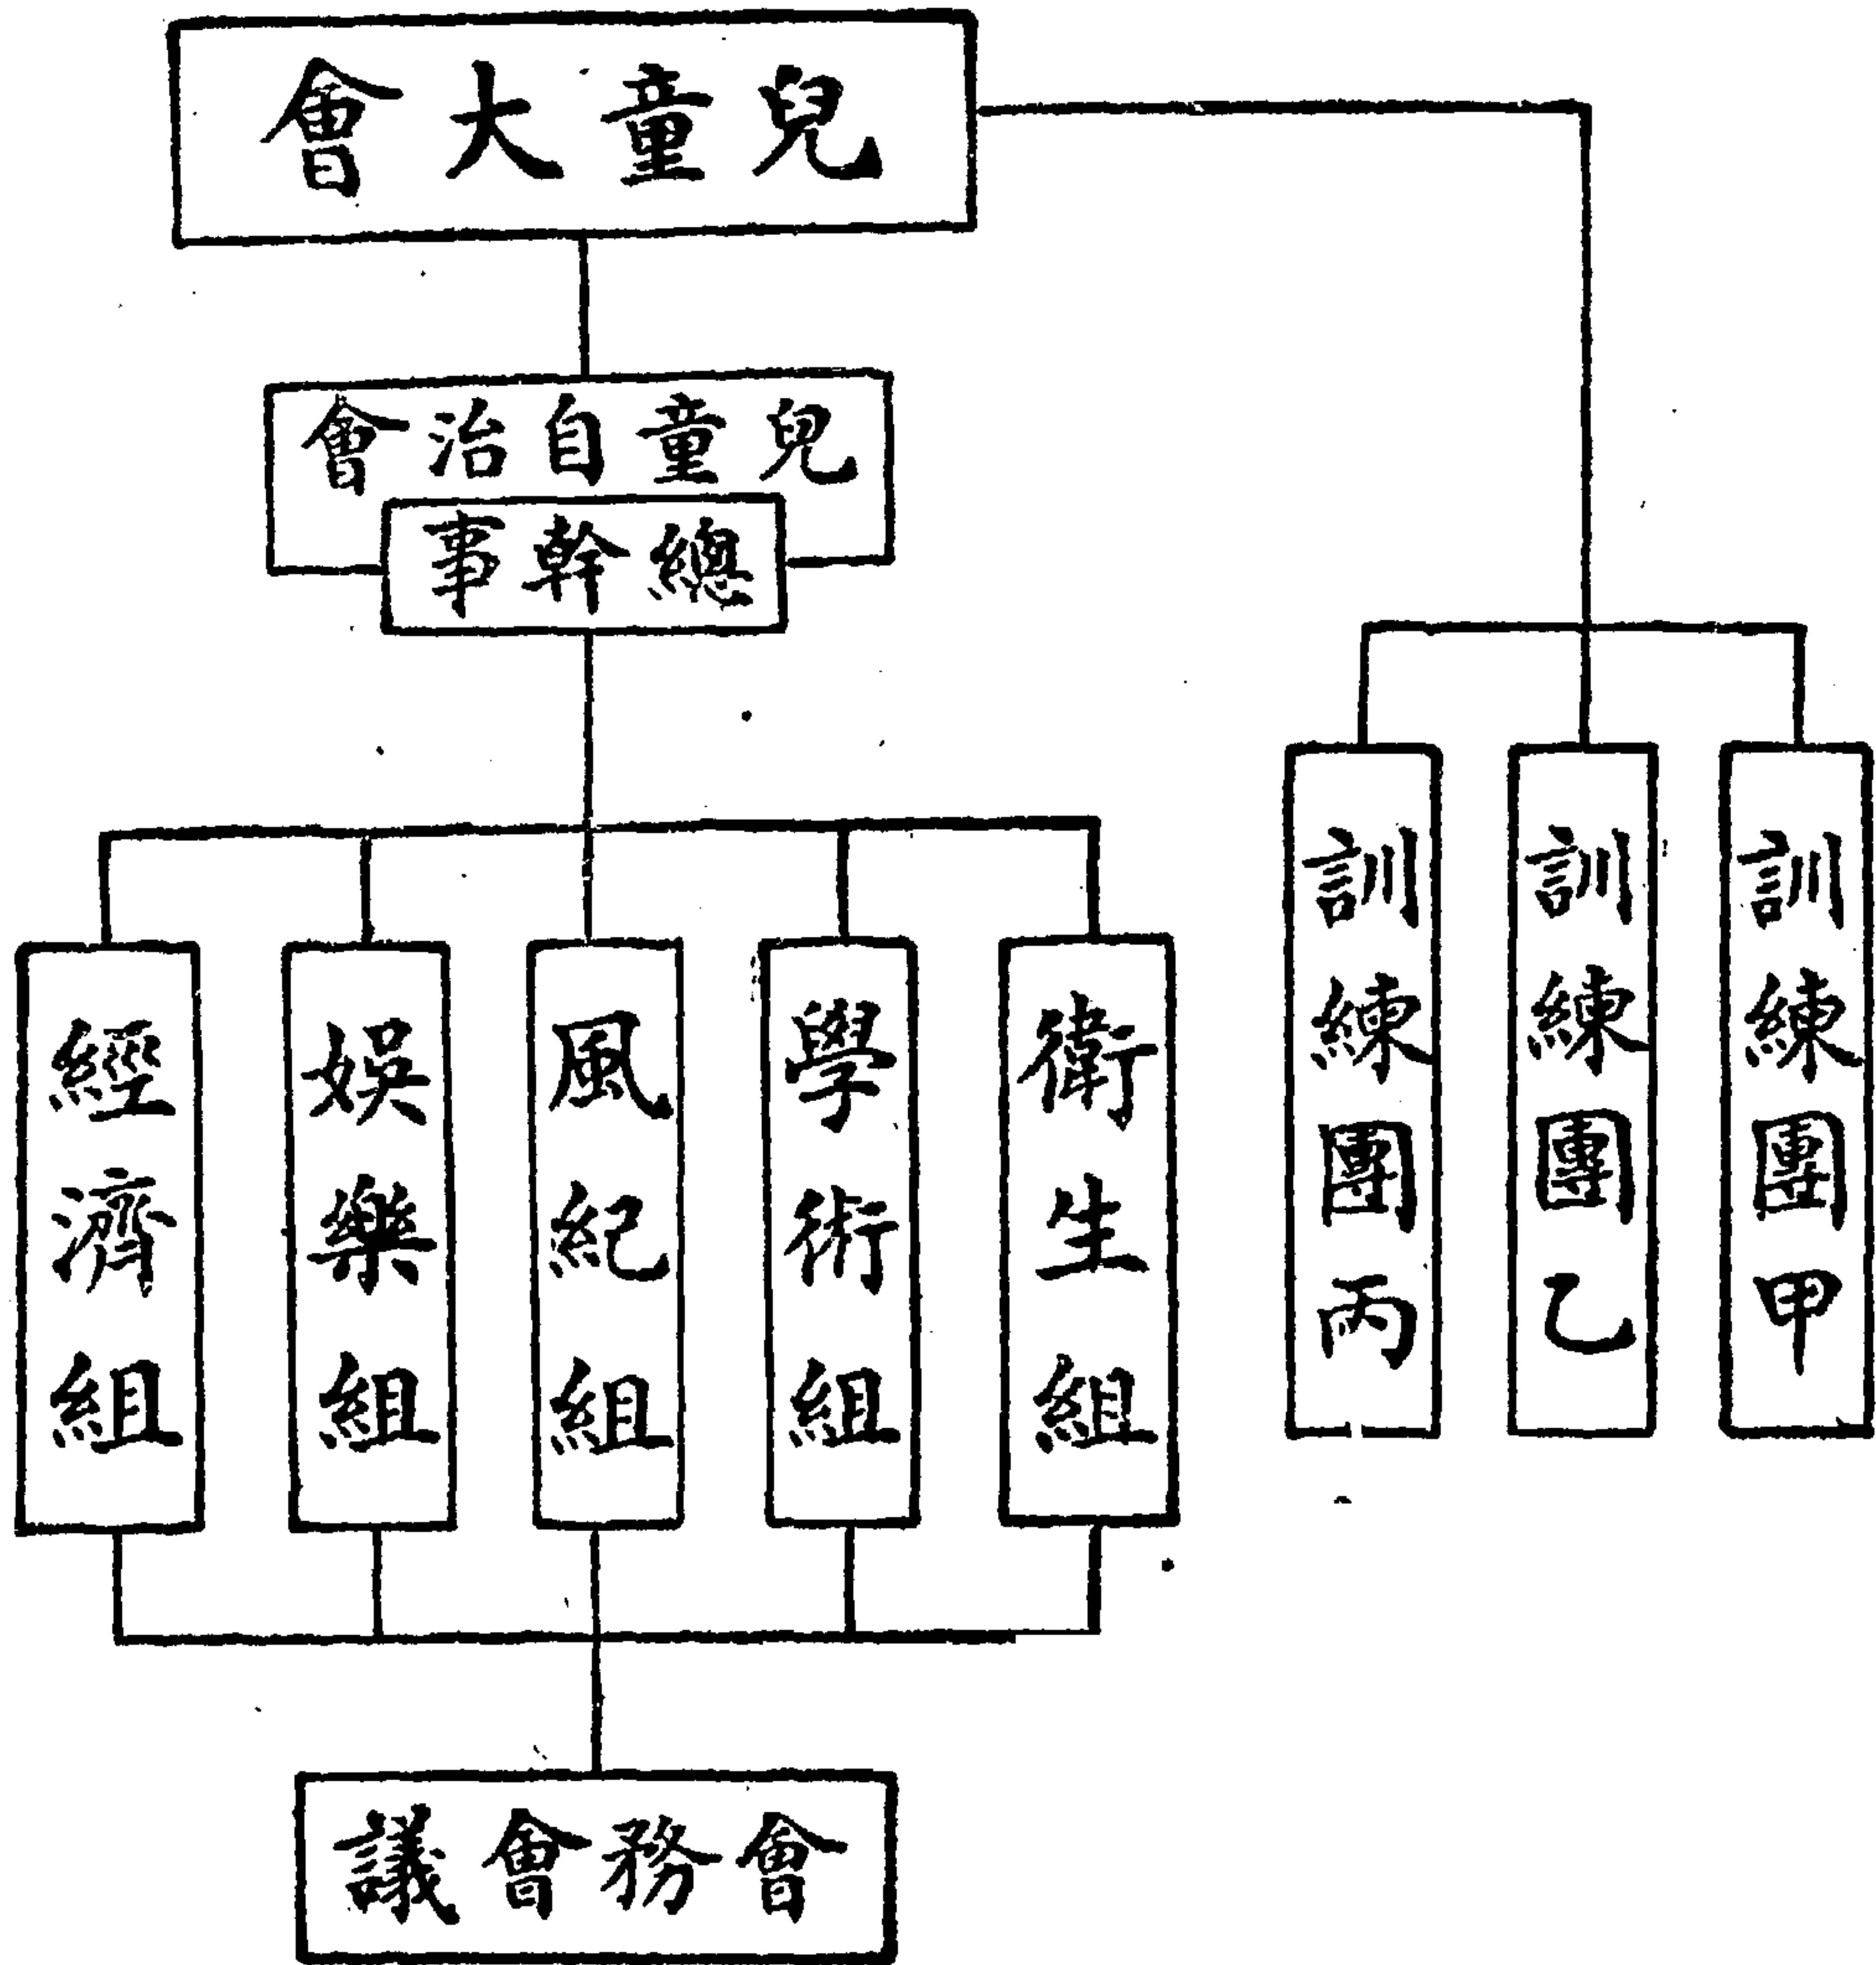 兒童大會
兒童自治會
總幹事
訓練團甲
訓練團乙
訓練團丙
衛生組
學術組
風紀組
娛樂組
經濟組
會務會議